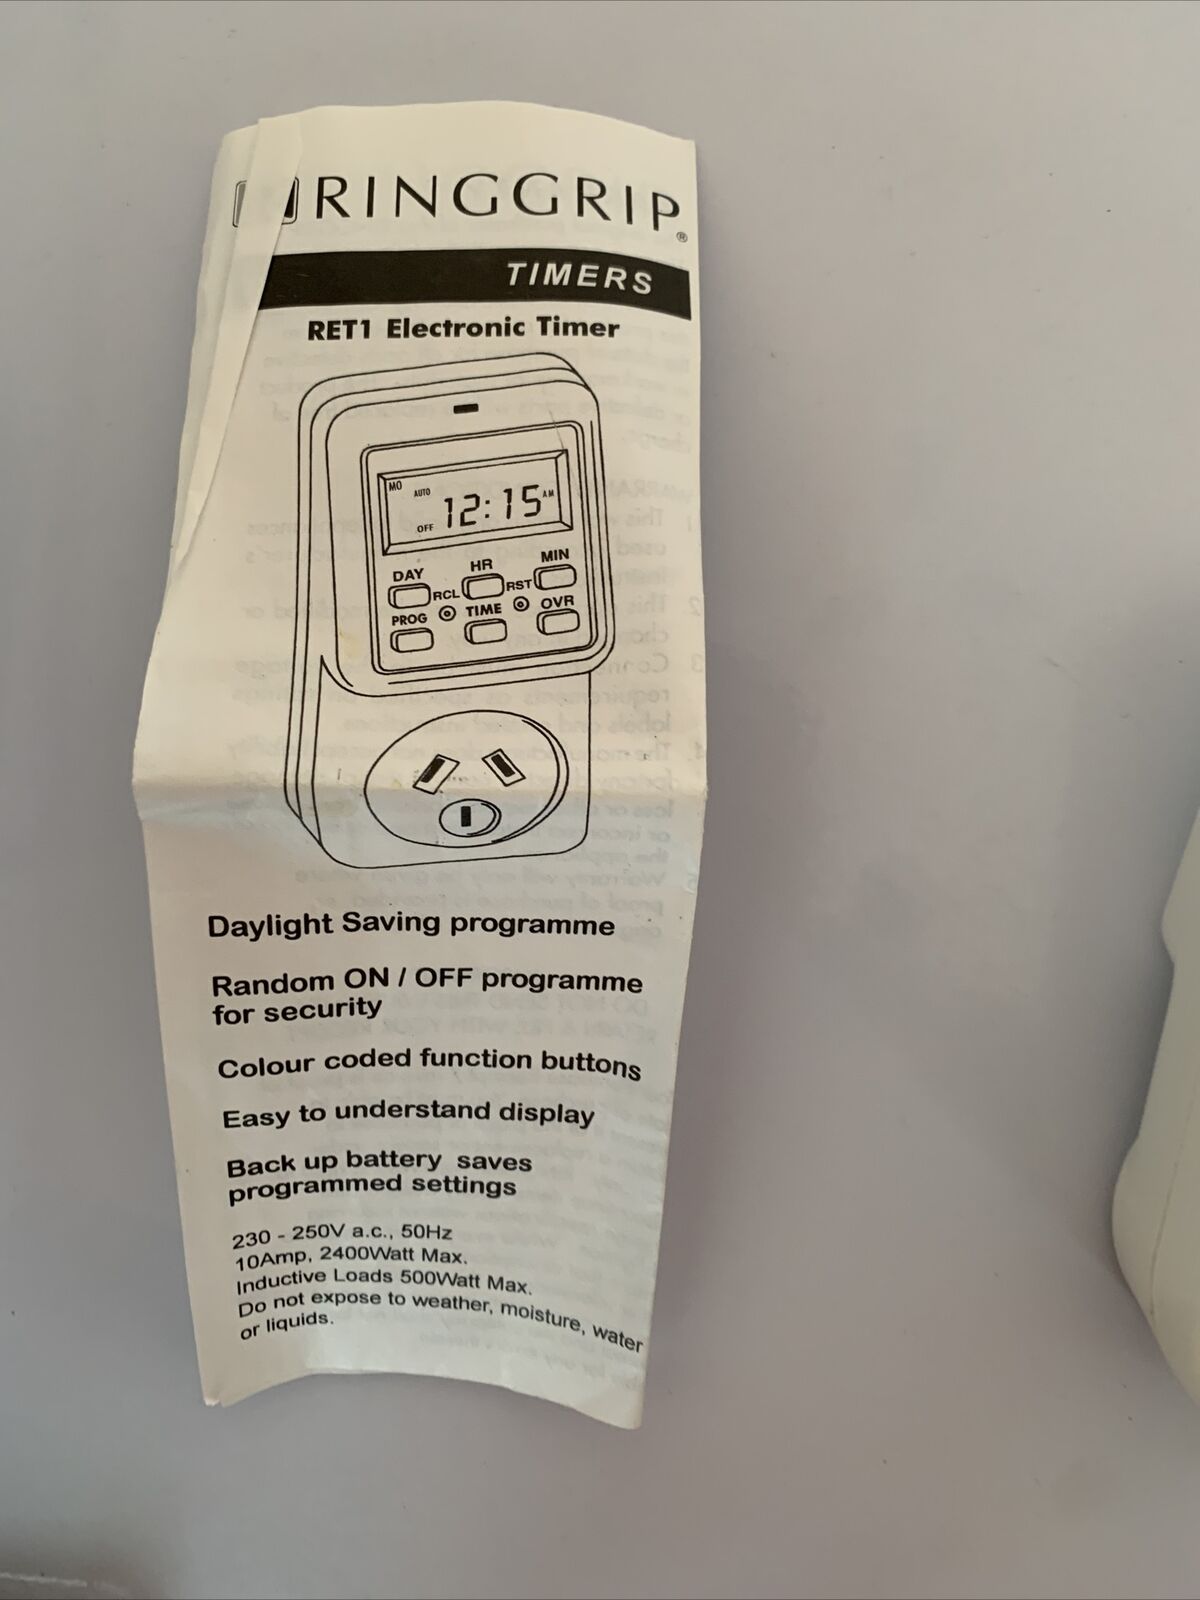 RINGGRIP®
TIMERS
RET1 Electronic Timer
MO AUTO OFF 12:15 AM
DAY HR MIN
RCL RST
PROG TIME OVR
Daylight Saving programme
Random ON / OFF programme
for security
Colour coded function buttons
Easy to understand display
Back up battery saves
programmed settings
230 - 250V a.c., 50Hz
10Amp, 2400Watt Max.
Inductive Loads 500Watt Max.
Do not expose to weather, moisture, water
or liquids.